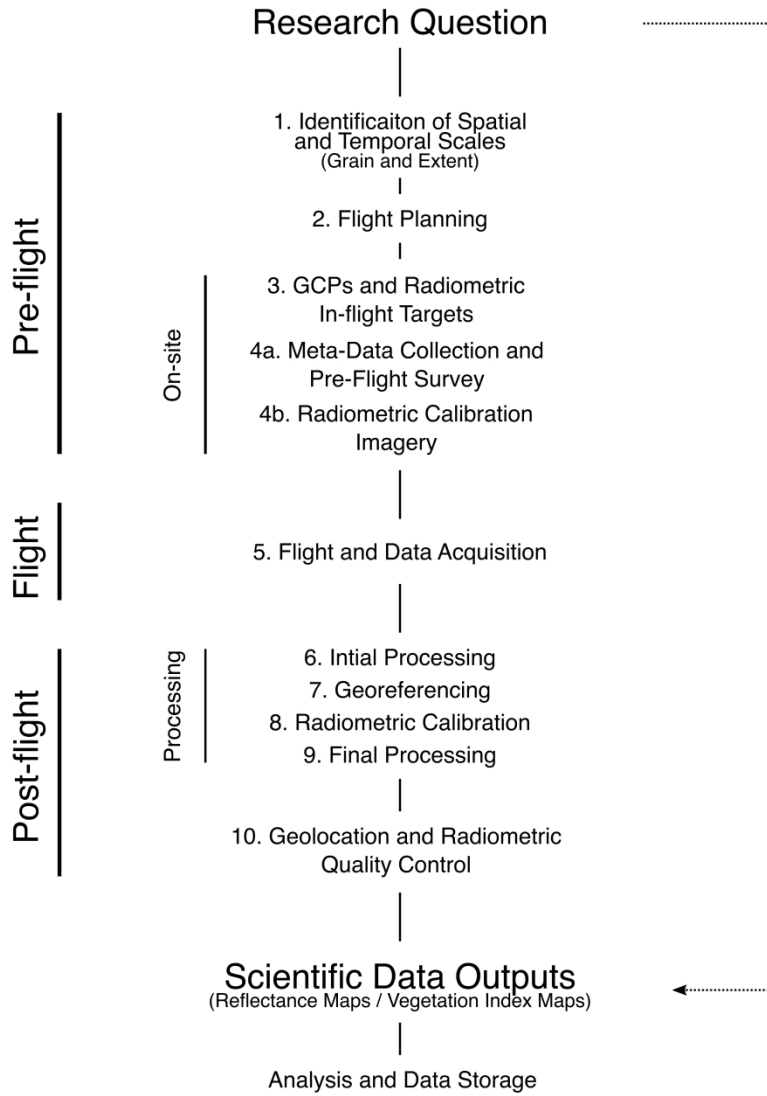 Research Question
Pre-flight
1. Identificaiton of Spatial
and Temporal Scales
(Grain and Extent)
2. Flight Planning
On-site
3. GCPs and Radiometric
In-flight Targets
4a. Meta-Data Collection and
Pre-Flight Survey
4b. Radiometric Calibration
Imagery
Flight
5. Flight and Data Acquisition
Post-flight
Processing
6. Intial Processing
7. Georeferencing
8. Radiometric Calibration
9. Final Processing
10. Geolocation and Radiometric
Quality Control
Scientific Data Outputs
(Reflectance Maps / Vegetation Index Maps)
Analysis and Data Storage